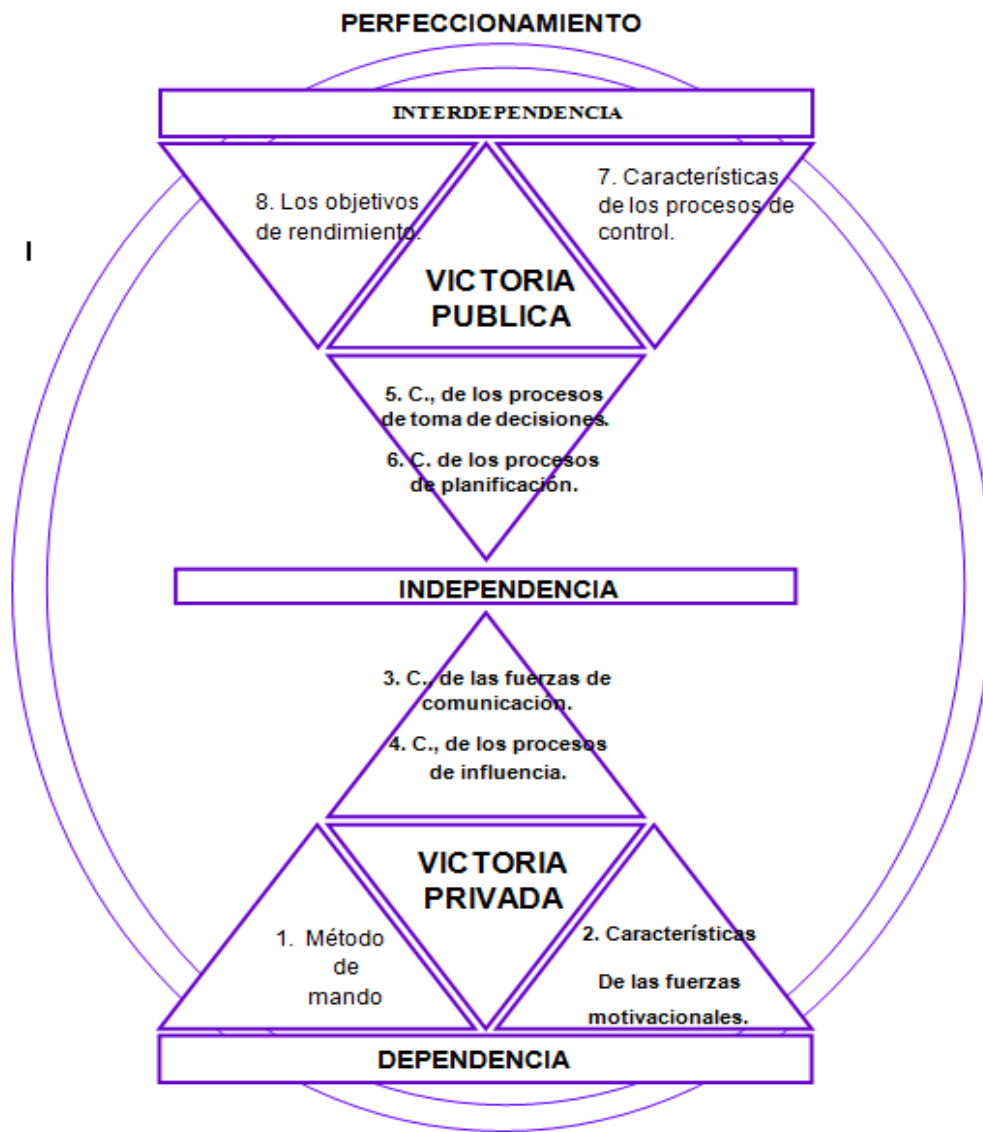 PERFECCIONAMIENTO
INTERDEPENDENCIA
8. Los objetivos
de rendimiento.
7. Características
de los procesos de
control.
I
VICTORIA
PUBLICA
5. C., de los procesos
de toma de decisiones.
6. C. de los procesos
de planificación.
INDEPENDENCIA
3. C., de las fuerzas de
comunicación.
4. C., de los procesos
de influencia.
VICTORIA
PRIVADA
1. Método
de
mando
2. Características
De las fuerzas
motivacionales.
DEPENDENCIA